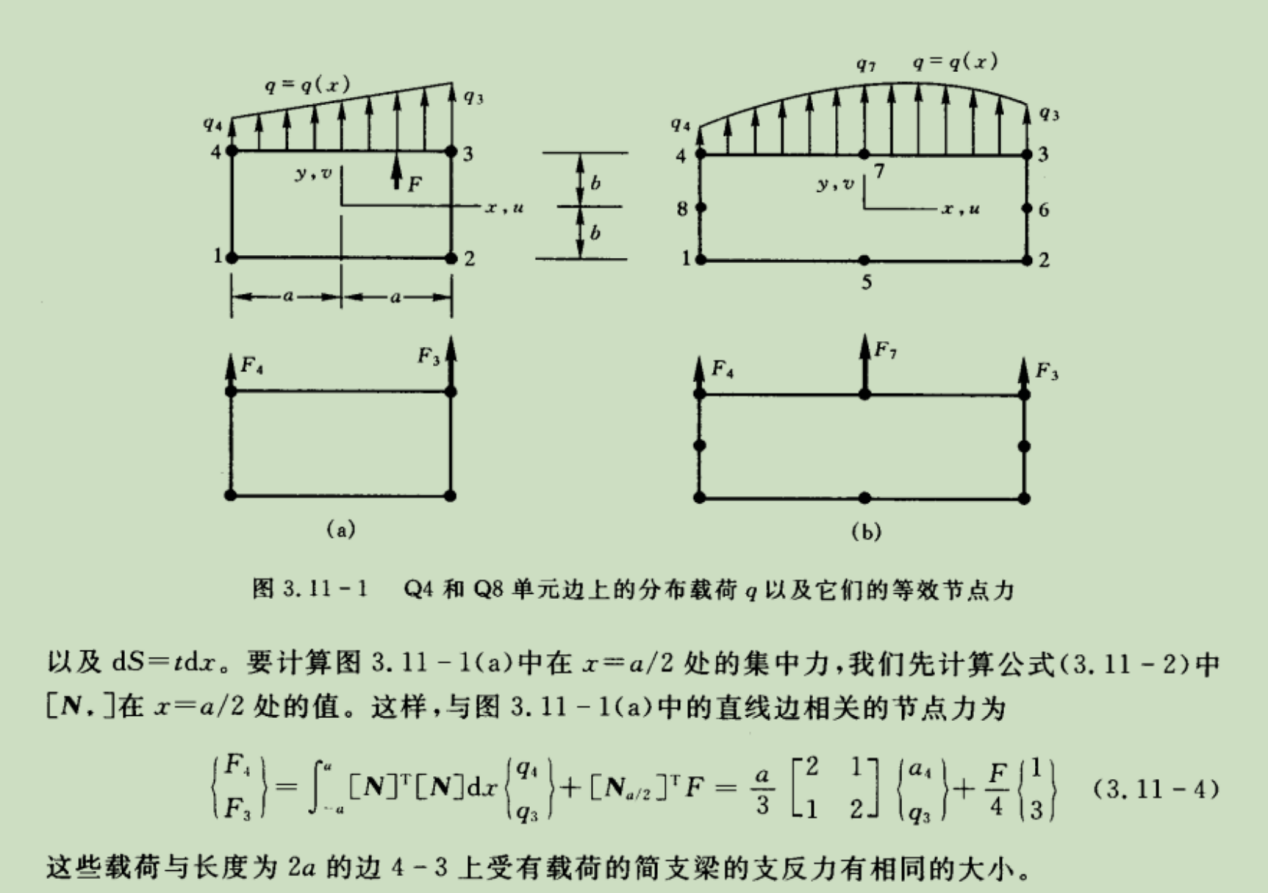 q=q(x)
q₃
q₄
4
3
y,v
F
x,u
1
2
a
a
b
b
q₇
q=q(x)
q₄
q₃
4
7
3
y,v
8
x,u
6
1
2
5
F₄
F₃
F₄
F₇
F₃
(a)
(b)
图 3.11-1 Q4 和 Q8 单元边上的分布载荷 q 以及它们的等效节点力
以及 dS=tdx。要计算图 3.11-1(a)中在 x=a/2 处的集中力,我们先计算公式(3.11-2)中
[N.]在 x=a/2 处的值。这样,与图 3.11-1(a)中的直线边相关的节点力为
{F₄ F₃} = ∫₋ₐᵃ [N]ᵀ[N]dx {q₄ q₃} + [N_{a/2}]ᵀF = a/3 [2 1 1 2] {a₄ q₃} + F/4 {1 3} (3.11-4)
这些载荷与长度为 2a 的边 4-3 上受有载荷的简支梁的支反力有相同的大小。